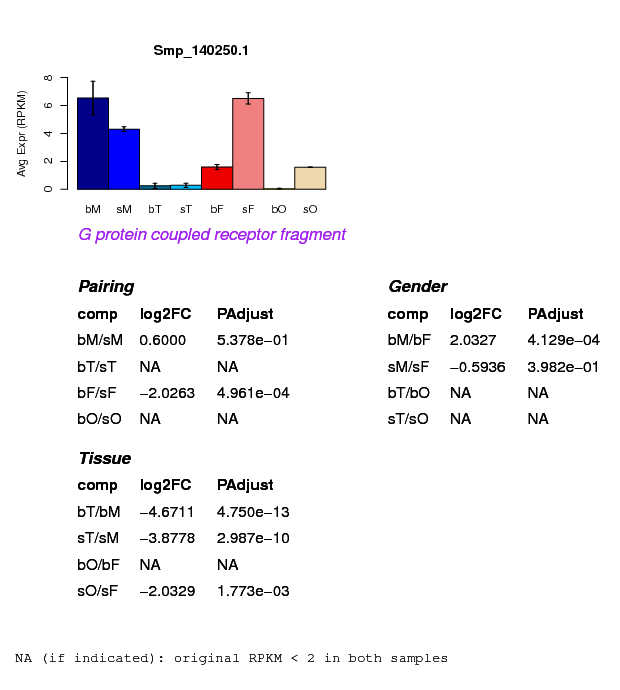 Smp_140250.1
Avg Expr (RPKM)
8
6
4
2
0
bM sM bT sT bF sF bO sO
G protein coupled receptor fragment
Pairing
comp log2FC PAdjust
bM/sM 0.6000 5.378e−01
bT/sT NA NA
bF/sF −2.0263 4.961e−04
bO/sO NA NA
Gender
comp log2FC PAdjust
bM/bF 2.0327 4.129e−04
sM/sF −0.5936 3.982e−01
bT/bO NA NA
sT/sO NA NA
Tissue
comp log2FC PAdjust
bT/bM −4.6711 4.750e−13
sT/sM −3.8778 2.987e−10
bO/bF NA NA
sO/sF −2.0329 1.773e−03
NA (if indicated): original RPKM < 2 in both samples